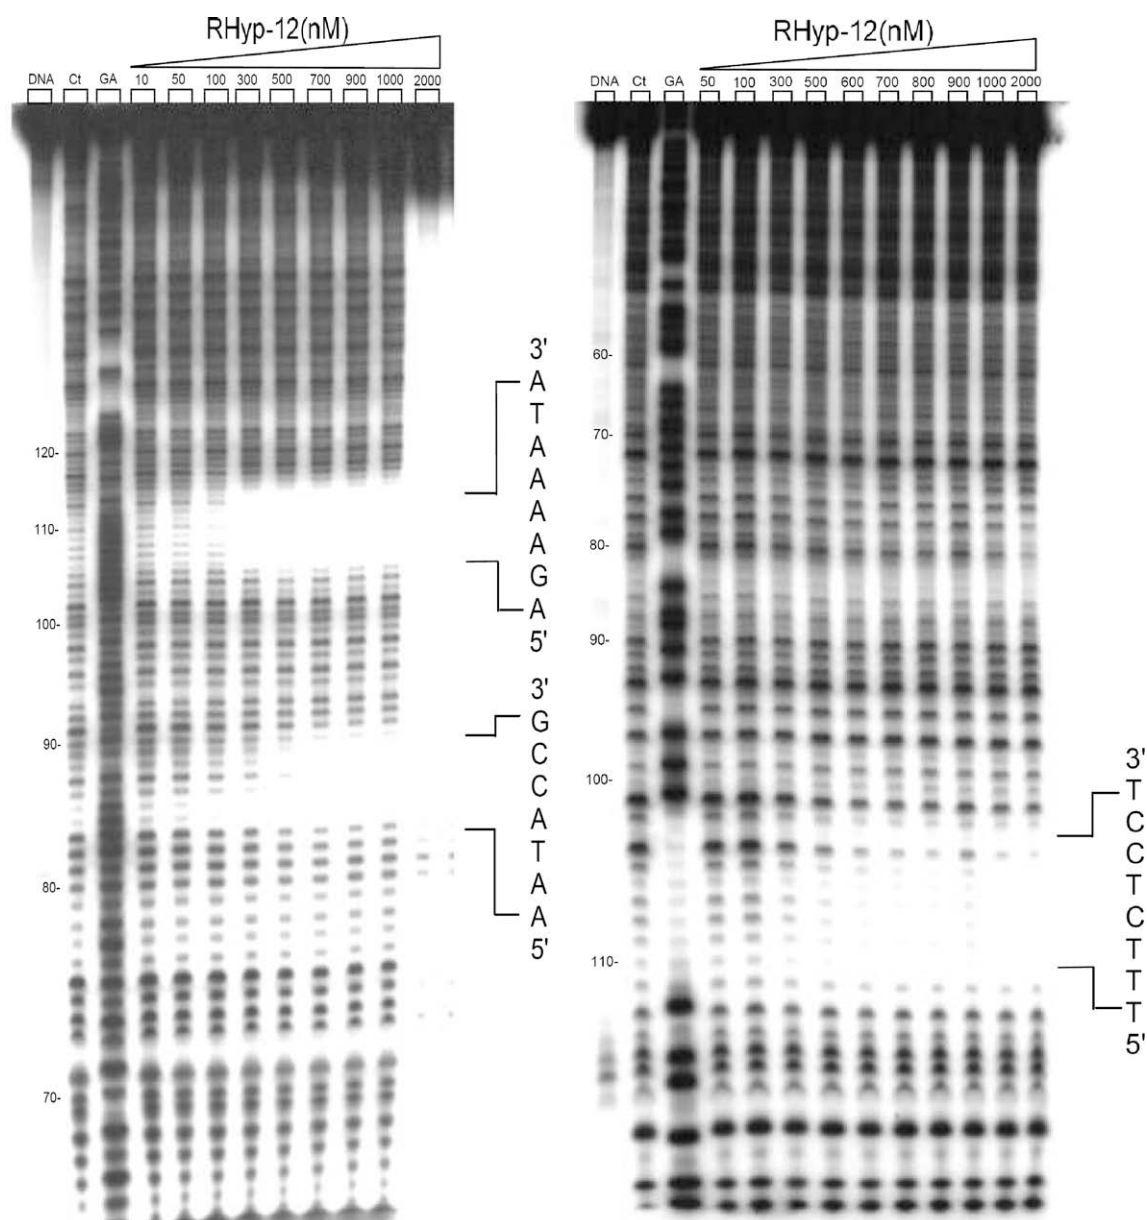 RHyp-12(nM)
DNA Ct GA 10 50 100 300 500 700 900 1000 2000
120-
110-
100-
90-
80-
70-
3'
A
T
A
A
A
A
G
A
5'
3'
G
C
C
A
T
A
A
5'
RHyp-12(nM)
DNA Ct GA 50 100 300 500 600 700 800 900 1000 2000
60-
70-
80-
90-
100-
110-
3'
T
C
C
T
C
T
T
T
5'